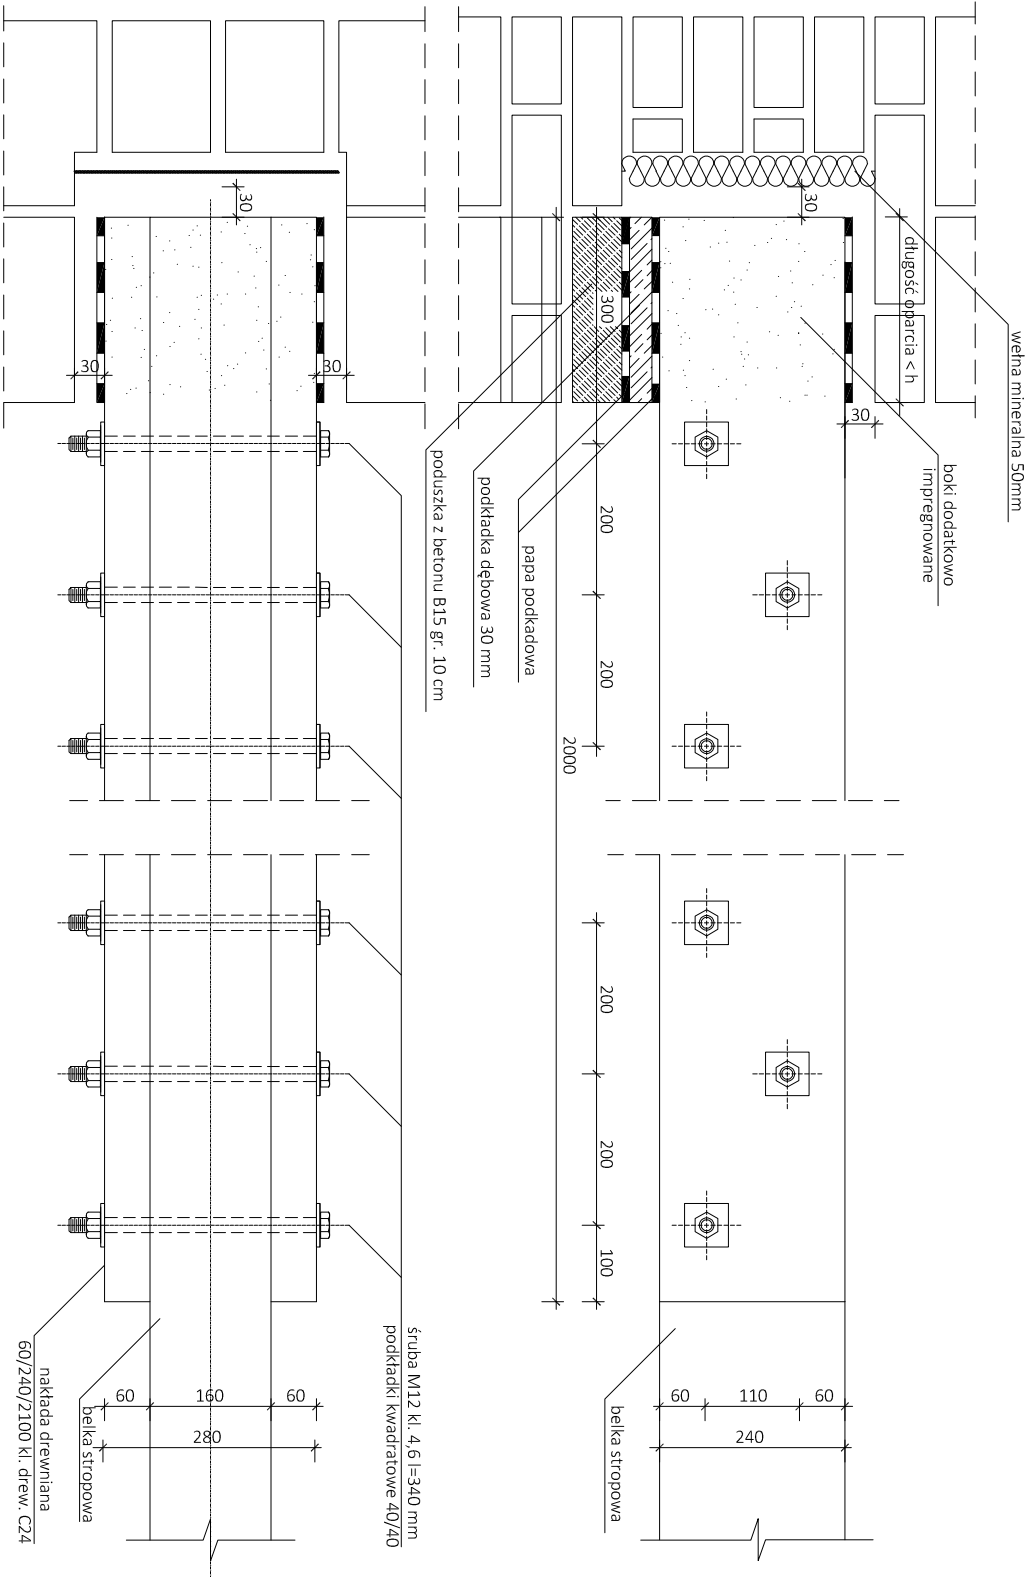 wełna mineralna 50mm
boki dodatkowo
impregnowane
długość oparcia < h
30
30
300
200
200
2000
200
200
100
papa podkadowa
podkładka dębowa 30 mm
poduszka z betonu B15 gr. 10 cm
60
110
60
240
belka stropowa
30
30
30
śruba M12 kl. 4,6 l=340 mm
podkładki kwadratowe 40/40
60
160
60
280
belka stropowa
nakłada drewniana
60/240/2100 kl. drew. C24